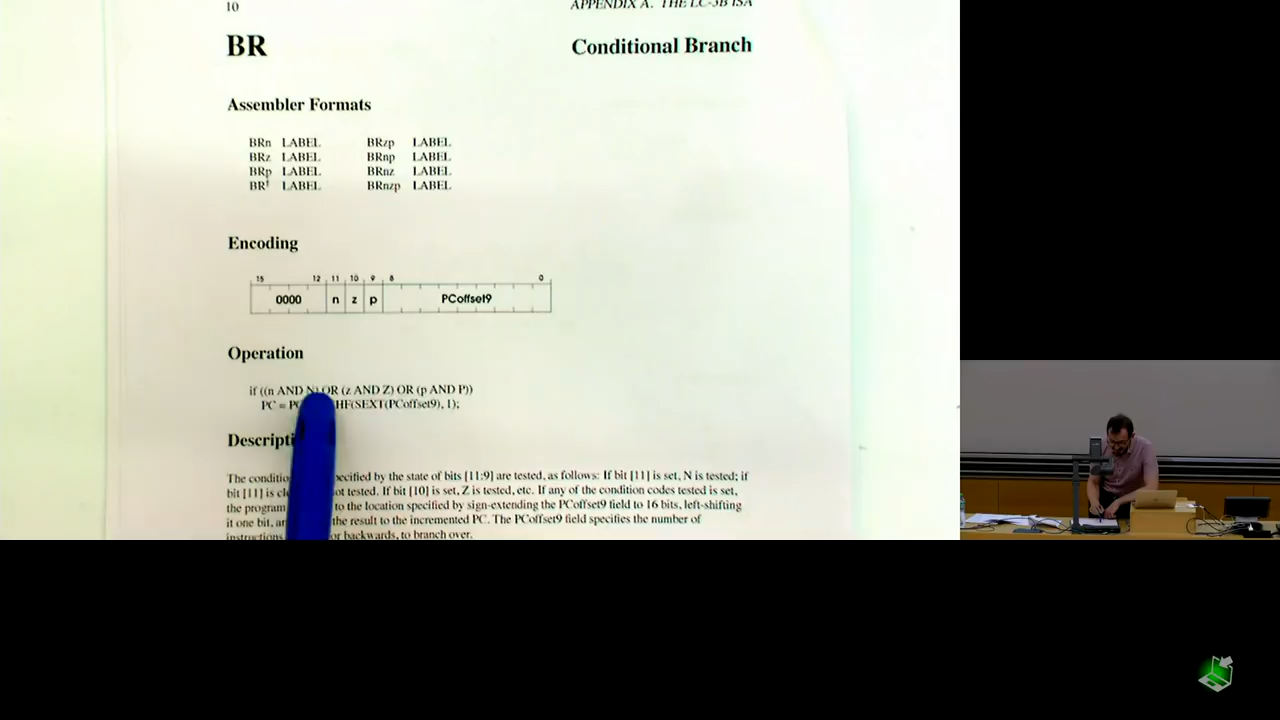 10
APPENDIX A. THE LC-3B ISA
BR
Conditional Branch
Assembler Formats
BRn LABEL BRzp LABEL
BRz LABEL BRnp LABEL
BRp LABEL BRnz LABEL
BR† LABEL BRnzp LABEL
Encoding
15 12 11 10 9 8 0
0000 n z p PCoffset9
Operation
if ((n AND N) OR (z AND Z) OR (p AND P))
PC = (SEXT(PCoffset9), 1);
Descripti
The condition specified by the state of bits [11:9] are tested, as follows: If bit [11] is set, N is tested; if
bit [11] is not tested. If bit [10] is set, Z is tested, etc. If any of the condition codes tested is set,
the program to the location specified by sign-extending the PCoffset9 field to 16 bits, left-shifting
it one bit, the result to the incremented PC. The PCoffset9 field specifies the number of
instructions or backwards, to branch over.